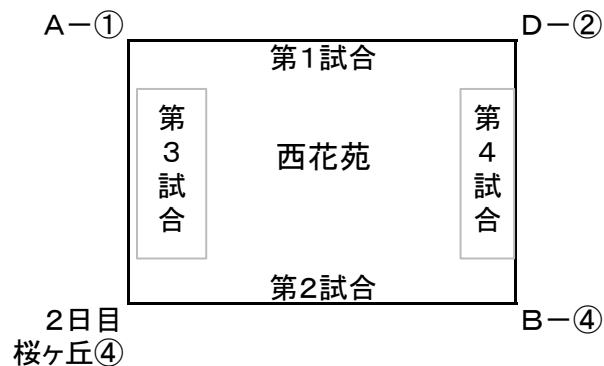 A－① D－②
第1試合
第3試合
西花苑
第4試合
第2試合
2日目
桜ヶ丘④
B－④